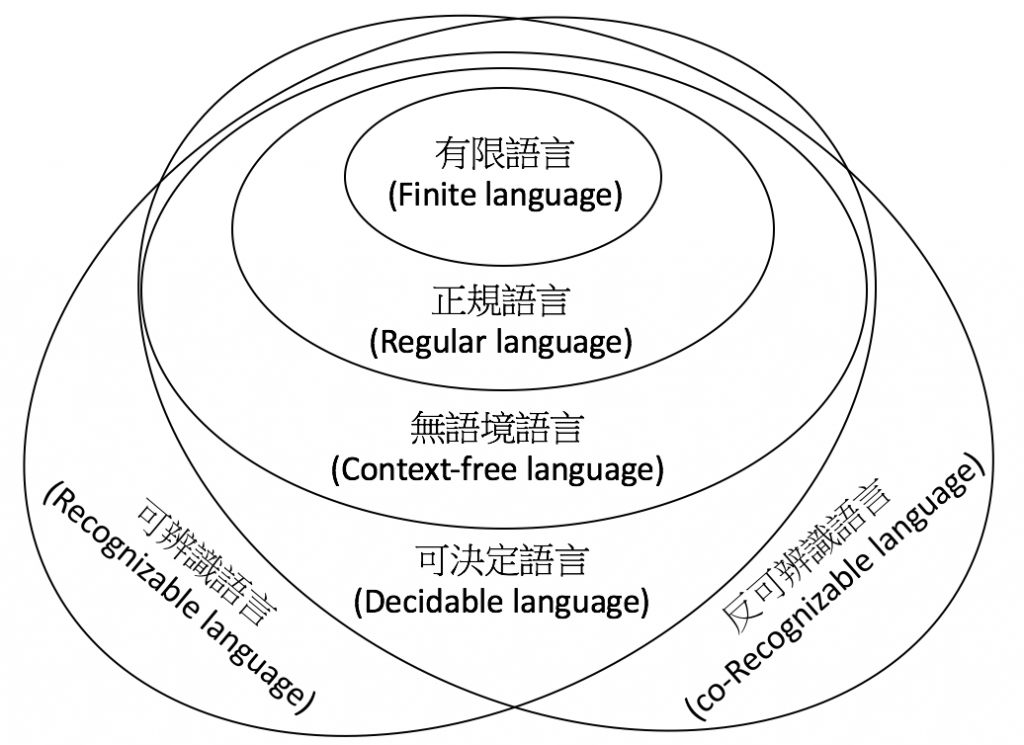 有限語言
(Finite language)
正規語言
(Regular language)
無語境語言
(Context-free language)
可決定語言
(Decidable language)
可辨識語言
(Recognizable language)
反可辨識語言
(co-Recognizable language)